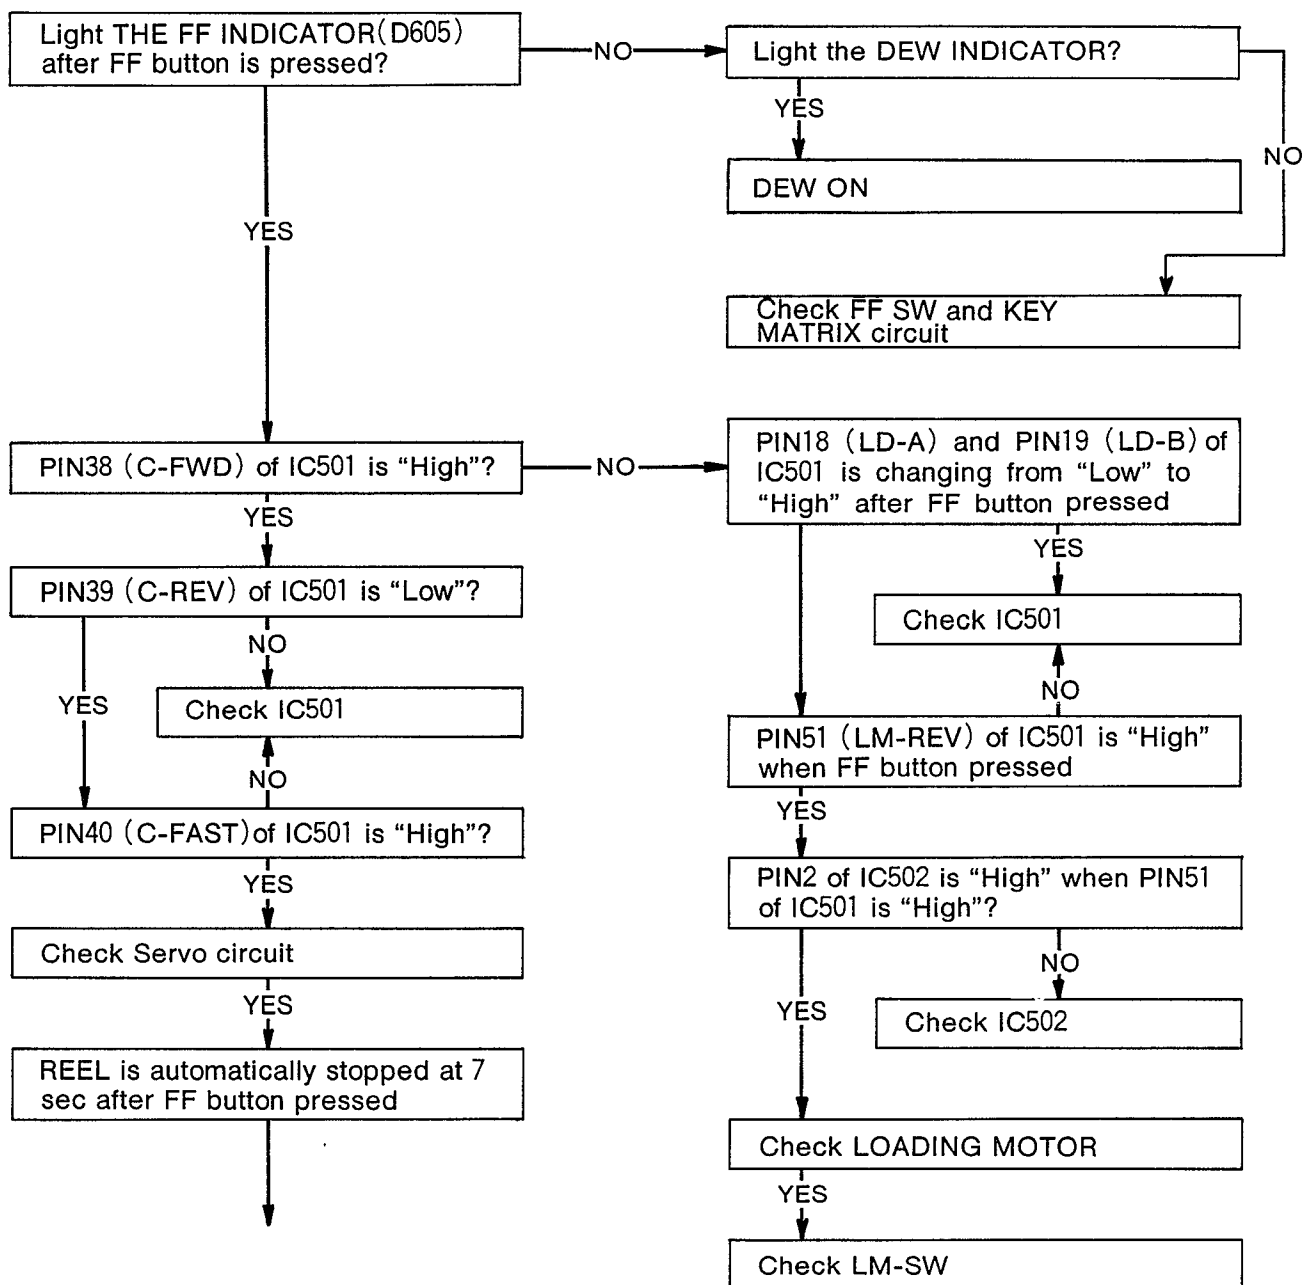 Light THE FF INDICATOR(D605)
after FF button is pressed?
NO
Light the DEW INDICATOR?
YES
NO
DEW ON
YES
Check FF SW and KEY
MATRIX circuit
PIN38 (C-FWD) of IC501 is “High”?
NO
PIN18 (LD-A) and PIN19 (LD-B) of
IC501 is changing from “Low” to
“High” after FF button pressed
YES
YES
PIN39 (C-REV) of IC501 is “Low”?
Check IC501
NO
NO
YES
Check IC501
PIN51 (LM-REV) of IC501 is “High”
when FF button pressed
NO
YES
PIN40 (C-FAST) of IC501 is “High”?
PIN2 of IC502 is “High” when PIN51
of IC501 is “High”?
YES
Check Servo circuit
NO
YES
YES
Check IC502
REEL is automatically stopped at 7
sec after FF button pressed
Check LOADING MOTOR
YES
Check LM-SW